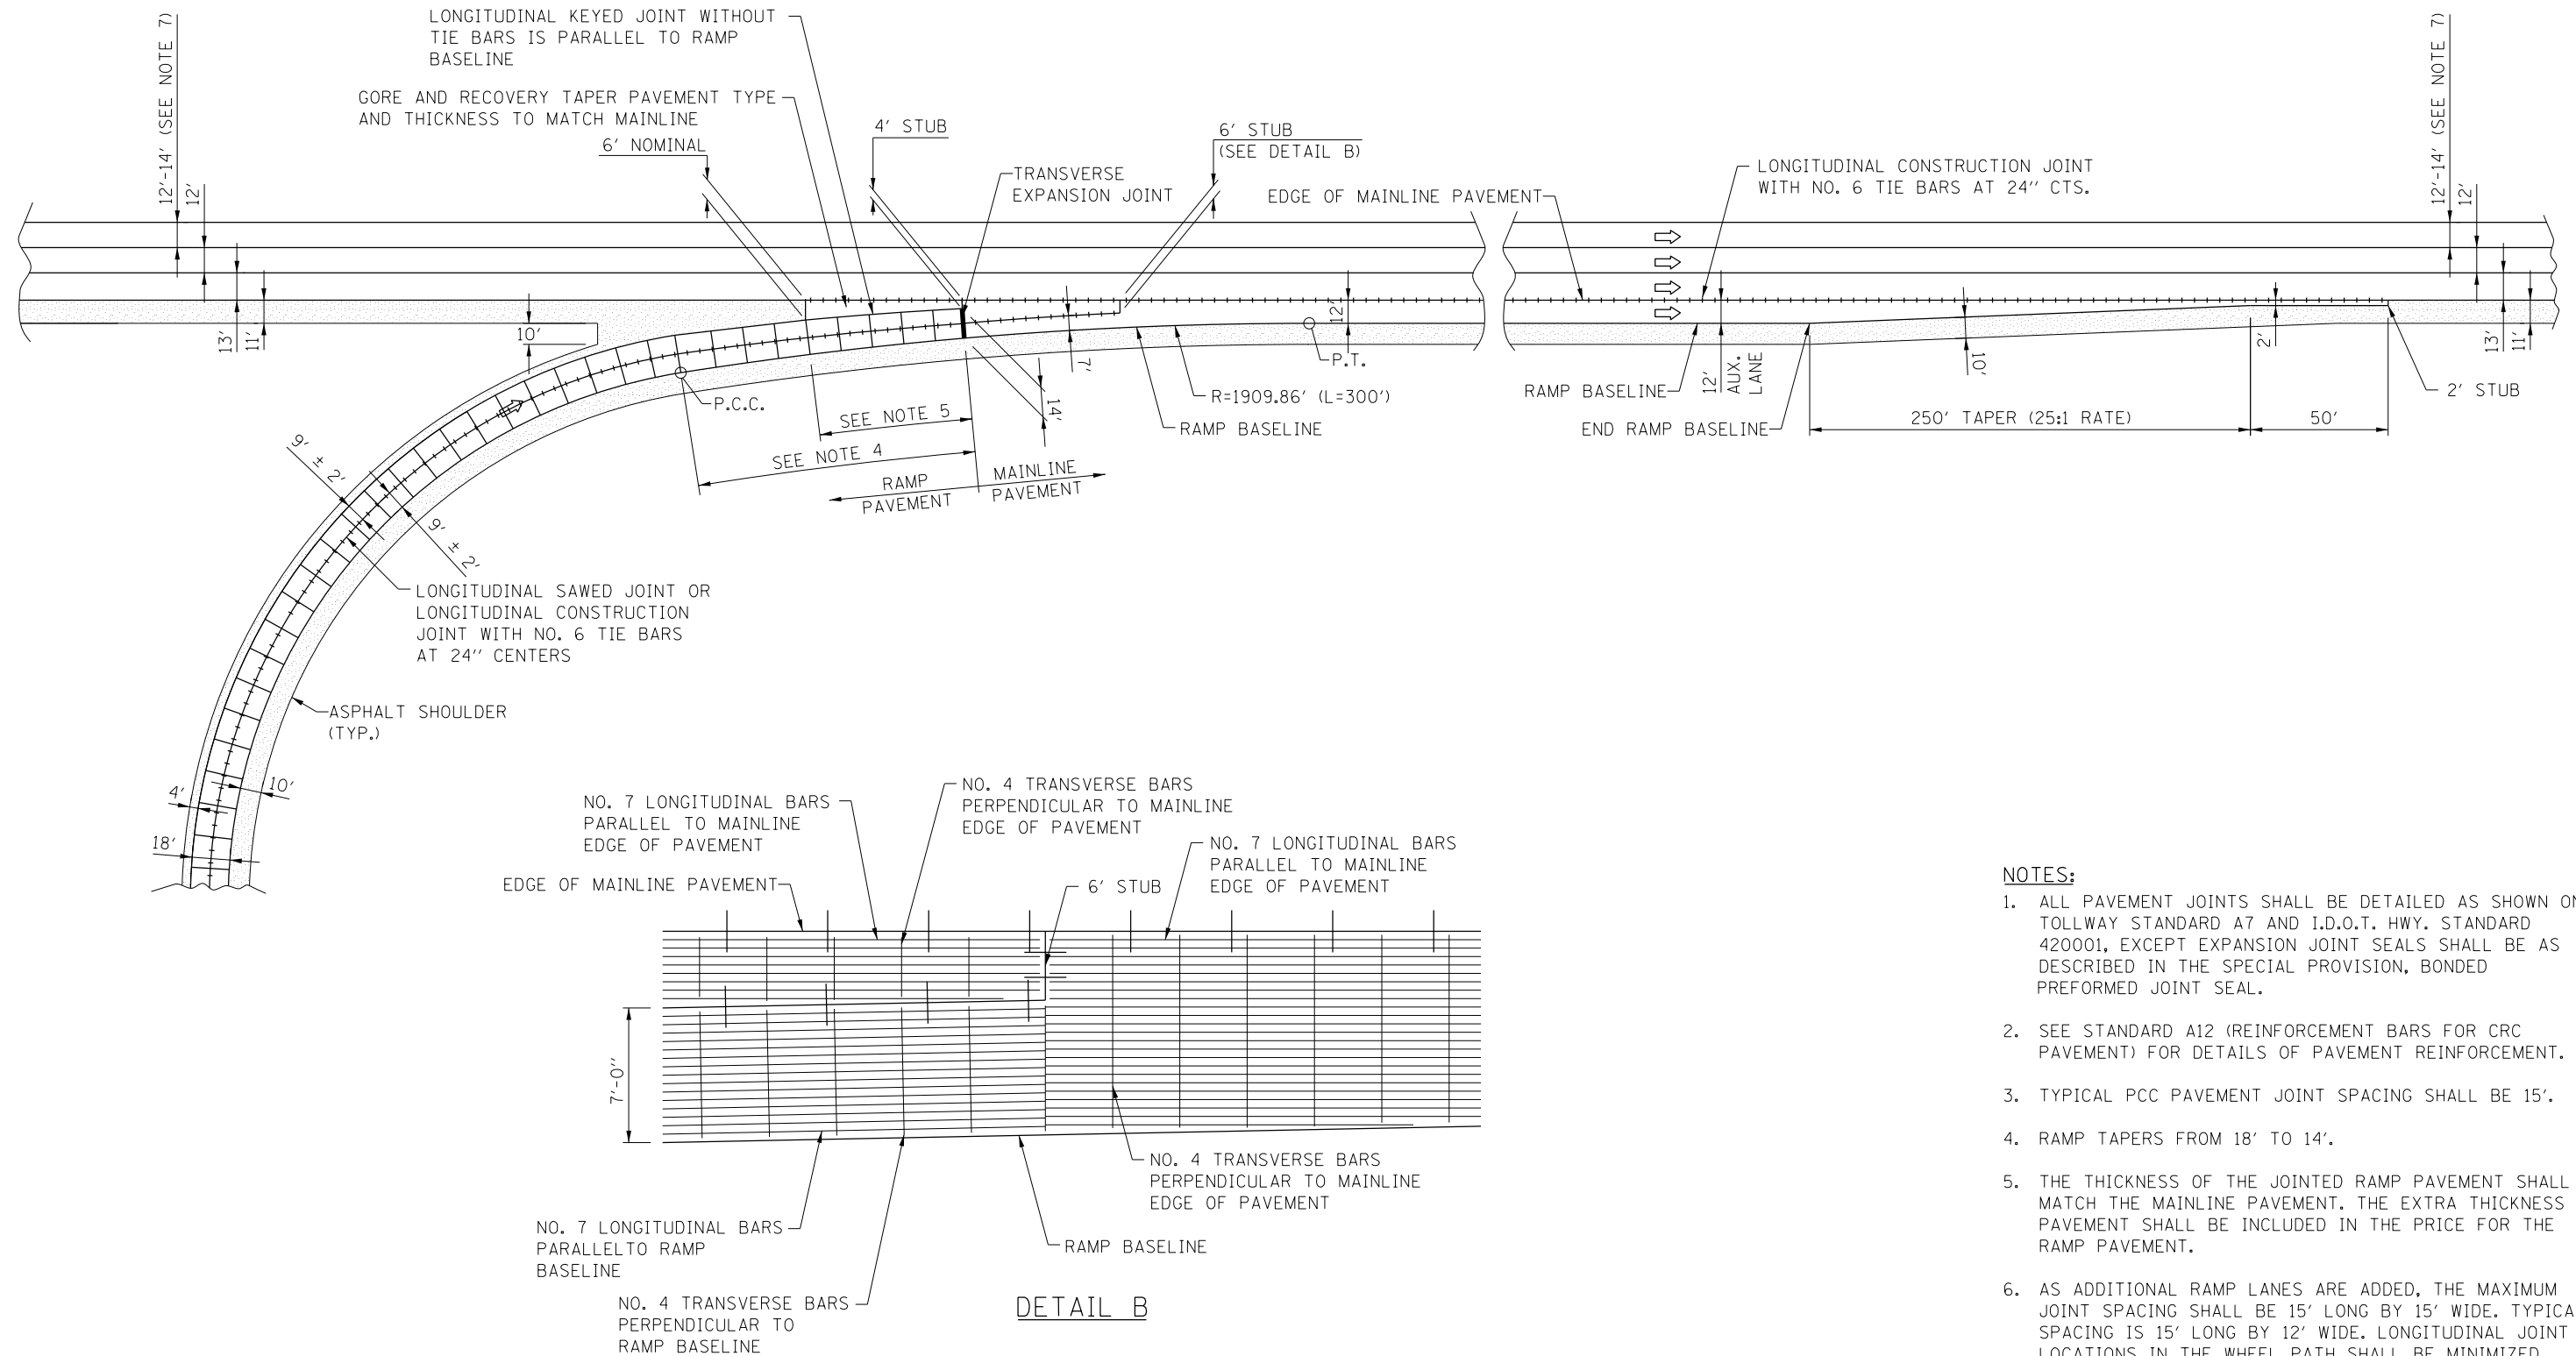 LONGITUDINAL KEYED JOINT WITHOUT
TIE BARS IS PARALLEL TO RAMP
BASELINE
GORE AND RECOVERY TAPER PAVEMENT TYPE
AND THICKNESS TO MATCH MAINLINE
6' NOMINAL
4' STUB
TRANSVERSE
EXPANSION JOINT
6' STUB
(SEE DETAIL B)
EDGE OF MAINLINE PAVEMENT
LONGITUDINAL CONSTRUCTION JOINT
WITH NO. 6 TIE BARS AT 24'' CTS.
12'-14' (SEE NOTE 7)
12'
13'
11'
10'
12'-14' (SEE NOTE 7)
12'
13'
11'
12'
7'
14'
P.T.
R=1909.86' (L=300')
RAMP BASELINE
P.C.C.
SEE NOTE 5
SEE NOTE 4
RAMP
PAVEMENT
MAINLINE
PAVEMENT
RAMP BASELINE
END RAMP BASELINE
12'
AUX.
LANE
10'
2'
2' STUB
250' TAPER (25:1 RATE)
50'
9' ± 2'
9' ± 2'
LONGITUDINAL SAWED JOINT OR
LONGITUDINAL CONSTRUCTION
JOINT WITH NO. 6 TIE BARS
AT 24'' CENTERS
ASPHALT SHOULDER
(TYP.)
4'
10'
18'
NO. 7 LONGITUDINAL BARS
PARALLEL TO MAINLINE
EDGE OF PAVEMENT
NO. 4 TRANSVERSE BARS
PERPENDICULAR TO MAINLINE
EDGE OF PAVEMENT
NO. 7 LONGITUDINAL BARS
PARALLEL TO MAINLINE
EDGE OF PAVEMENT
EDGE OF MAINLINE PAVEMENT
6' STUB
7'-0''
NO. 4 TRANSVERSE BARS
PERPENDICULAR TO MAINLINE
EDGE OF PAVEMENT
NO. 7 LONGITUDINAL BARS
PARALLELTO RAMP
BASELINE
RAMP BASELINE
NO. 4 TRANSVERSE BARS
PERPENDICULAR TO
RAMP BASELINE
DETAIL B
NOTES:
1. ALL PAVEMENT JOINTS SHALL BE DETAILED AS SHOWN ON
TOLLWAY STANDARD A7 AND I.D.O.T. HWY. STANDARD
420001, EXCEPT EXPANSION JOINT SEALS SHALL BE AS
DESCRIBED IN THE SPECIAL PROVISION, BONDED
PREFORMED JOINT SEAL.
2. SEE STANDARD A12 (REINFORCEMENT BARS FOR CRC
PAVEMENT) FOR DETAILS OF PAVEMENT REINFORCEMENT.
3. TYPICAL PCC PAVEMENT JOINT SPACING SHALL BE 15'.
4. RAMP TAPERS FROM 18' TO 14'.
5. THE THICKNESS OF THE JOINTED RAMP PAVEMENT SHALL
MATCH THE MAINLINE PAVEMENT. THE EXTRA THICKNESS
PAVEMENT SHALL BE INCLUDED IN THE PRICE FOR THE
RAMP PAVEMENT.
6. AS ADDITIONAL RAMP LANES ARE ADDED, THE MAXIMUM
JOINT SPACING SHALL BE 15' LONG BY 15' WIDE. TYPICA
SPACING IS 15' LONG BY 12' WIDE. LONGITUDINAL JOINT
LOCATIONS IN THE WHEEL PATH SHALL BE MINIMIZED